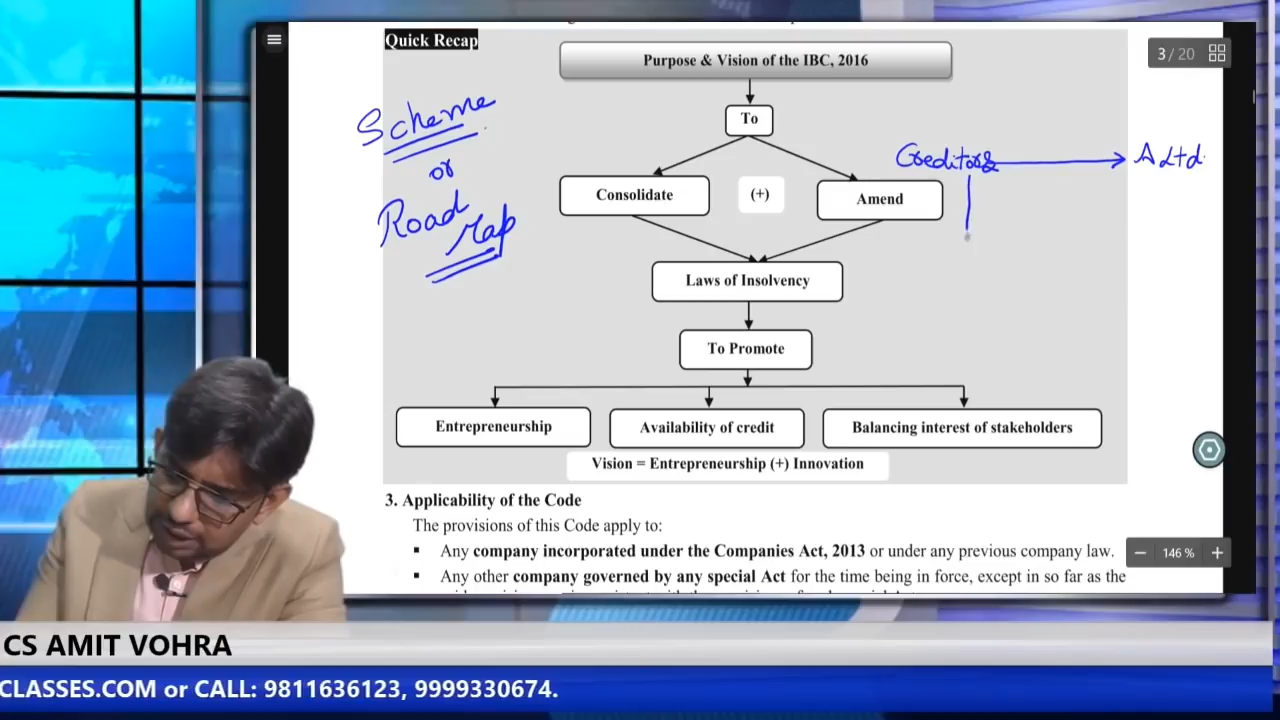 Quick Recap
3 / 20
Purpose & Vision of the IBC, 2016
To
Scheme
or
Road
Map
Creditors
A Ltd.
Consolidate
(+)
Amend
Laws of Insolvency
To Promote
Entrepreneurship
Availability of credit
Balancing interest of stakeholders
Vision = Entrepreneurship (+) Innovation
3. Applicability of the Code
The provisions of this Code apply to:
▪ Any company incorporated under the Companies Act, 2013 or under any previous company law.
▪ Any other company governed by any special Act for the time being in force, except in so far as the
− 146 % +
CS AMIT VOHRA
CLASSES.COM or CALL: 9811636123, 9999330674.